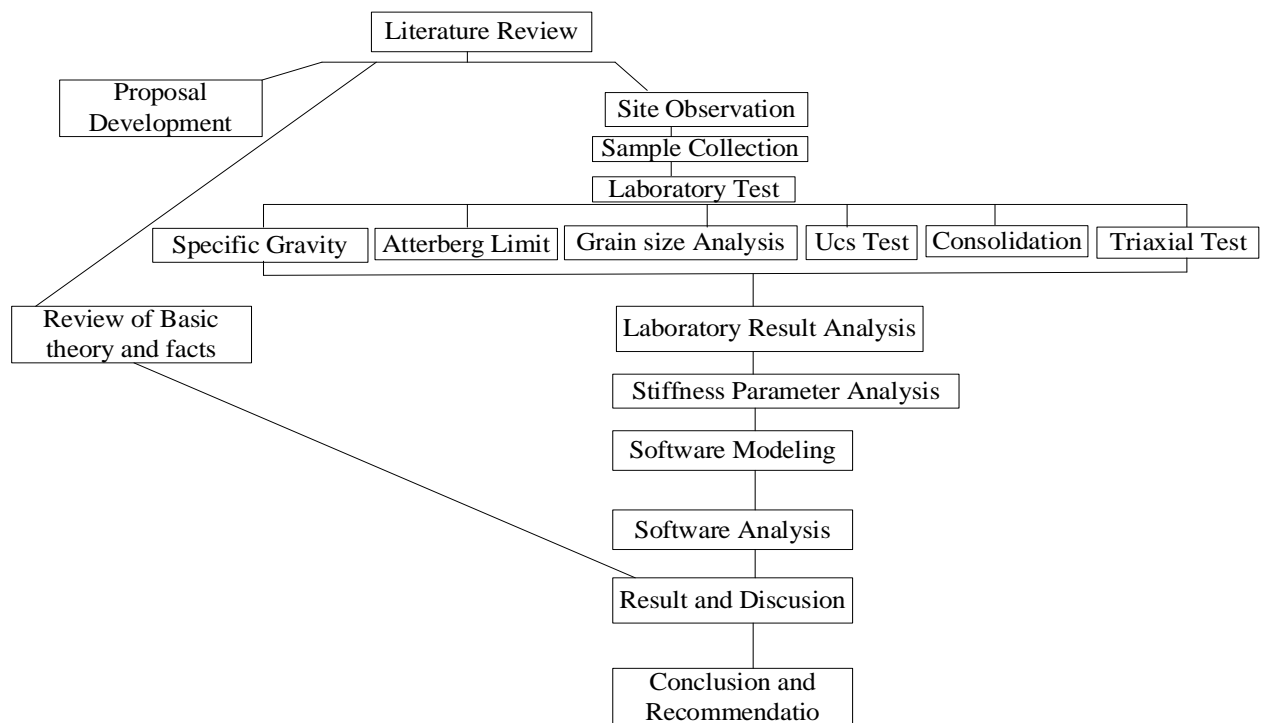 Literature Review
Proposal
Development
Site Observation
Sample Collection
Laboratory Test
Specific Gravity
Atterberg Limit
Grain size Analysis
Ucs Test
Consolidation
Triaxial Test
Review of Basic
theory and facts
Laboratory Result Analysis
Stiffness Parameter Analysis
Software Modeling
Software Analysis
Result and Discusion
Conclusion and
Recommendatio